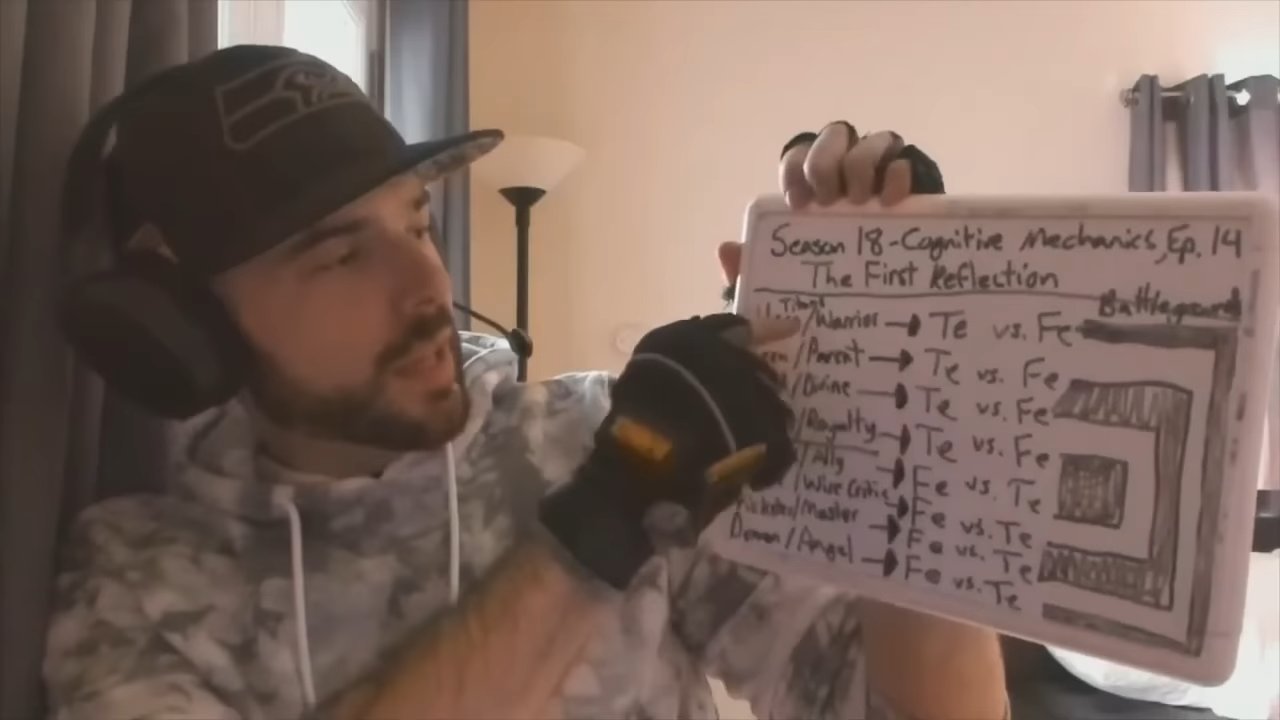 Season 18 - Cognitive Mechanics, Ep. 14
The First Reflection
Battlegrounds
/Warrior → Te vs. Fe
/Parent → Te vs. Fe
/Divine → Te vs. Fe
/Royalty → Te vs. Fe
/Ally → Fe vs. Te
/Wise Critic → Fe vs. Te
/Master → Fe vs. Te
Demon/Angel → Fe vs. Te